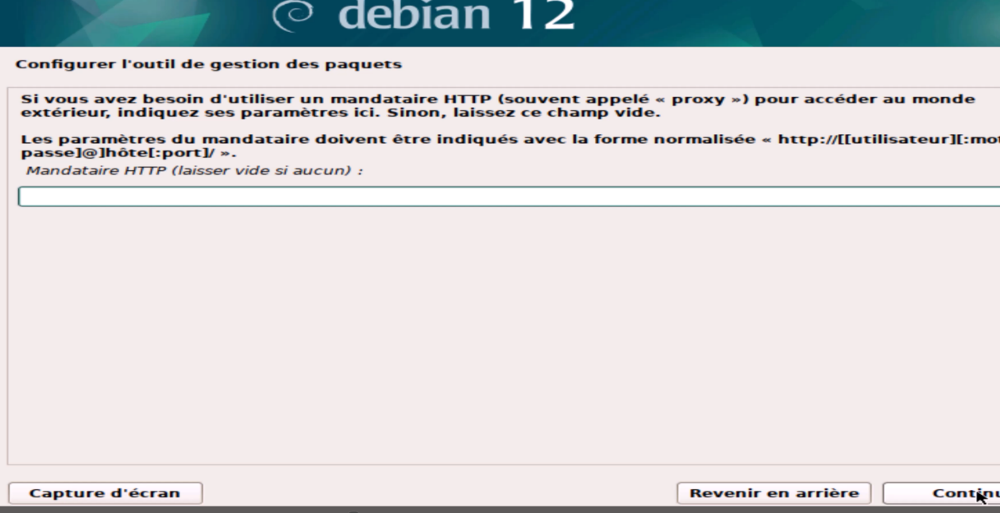 debian 12
Configurer l'outil de gestion des paquets
Si vous avez besoin d'utiliser un mandataire HTTP (souvent appelé « proxy ») pour accéder au monde
extérieur, indiquez ses paramètres ici. Sinon, laissez ce champ vide.
Les paramètres du mandataire doivent être indiqués avec la forme normalisée « http://[[utilisateur][:mot
passe]@]hôte[:port]/ ».
Mandataire HTTP (laisser vide si aucun) :
Capture d'écran
Revenir en arrière